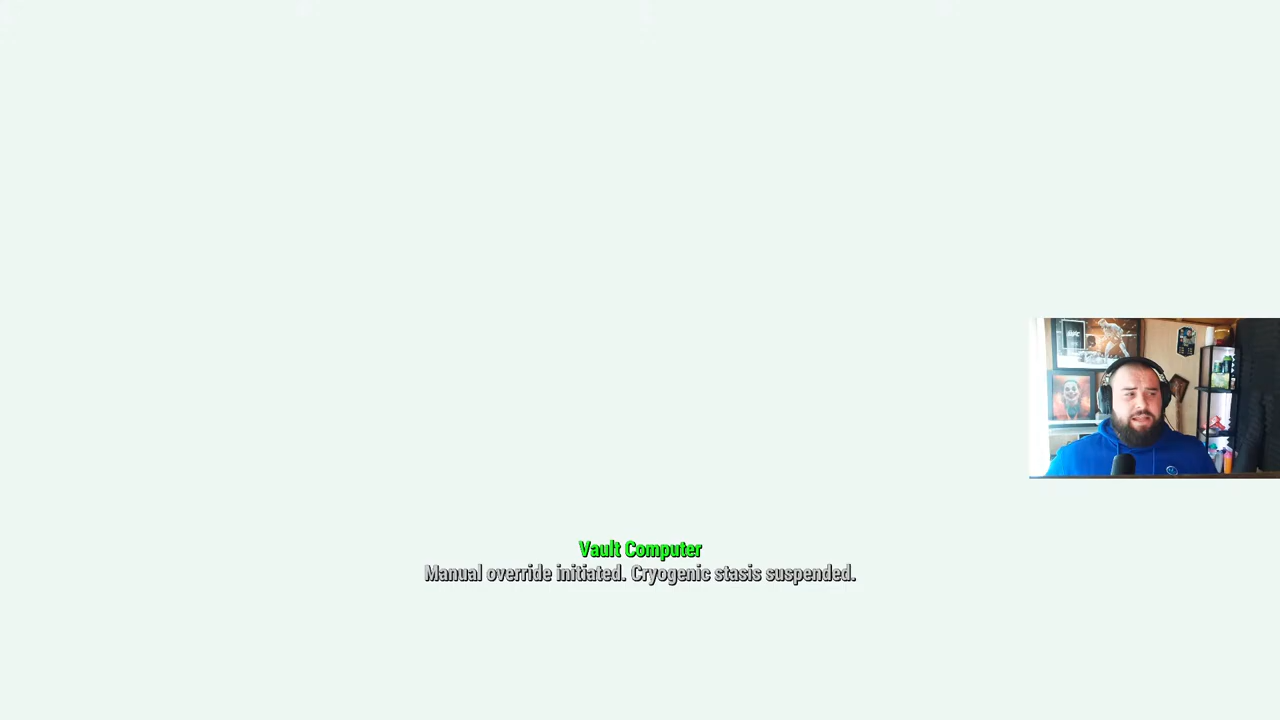 Vault Computer
Manual override initiated. Cryogenic stasis suspended.